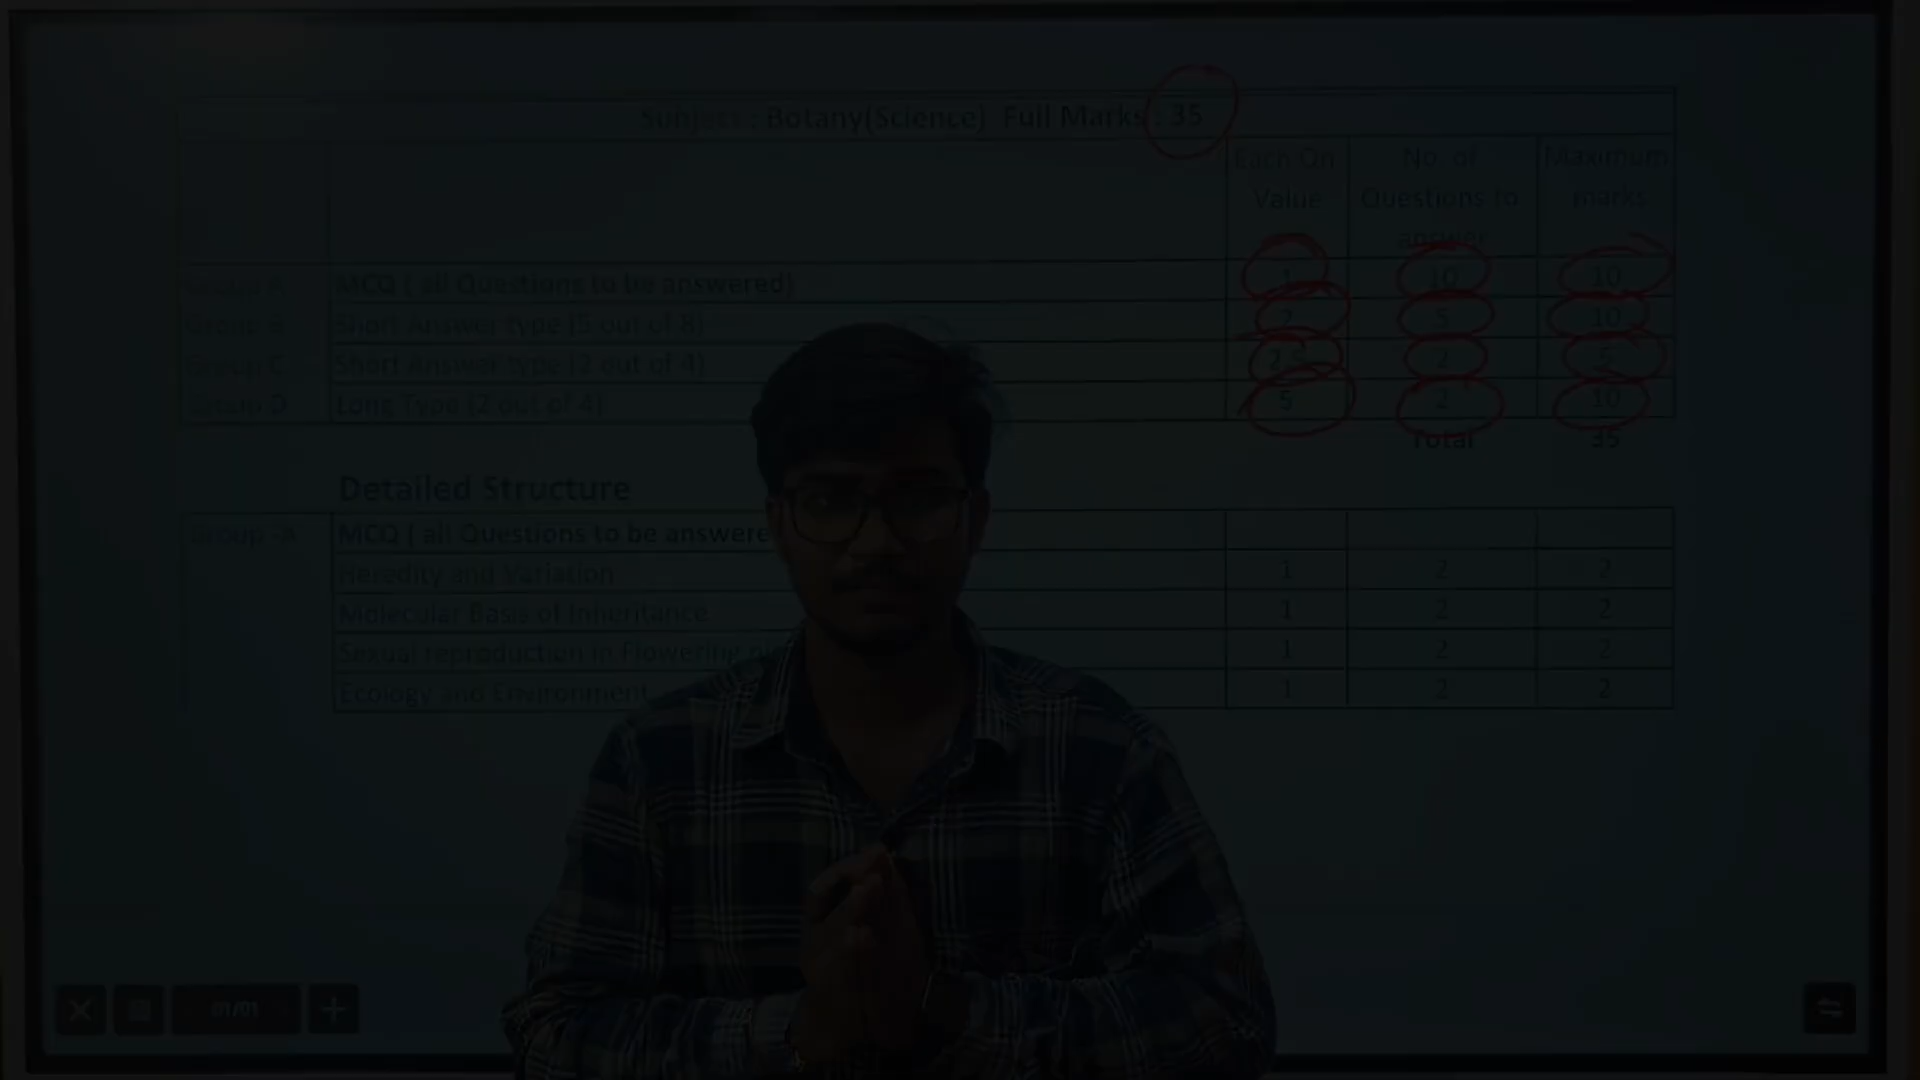 Subject : Botany(Science) Full Marks : 35
Each Qn Value No. of Questions to answer Maximum marks
Group A MCQ ( all Questions to be answered) 1 10 10
Group B Short Answer type (5 out of 8) 2 5 10
Group C Short Answer type (2 out of 4) 2 5
Group D Long Type (2 out of 4) 5 2 10
Total 35
Detailed Structure
Group -A MCQ ( all Questions to be answere
Heredity and Variation 1 2 2
Molecular Basis of Inheritance 1 2 2
Sexual reproduction in Flowering 1 2 2
Ecology and Environment 1 2 2
01/01